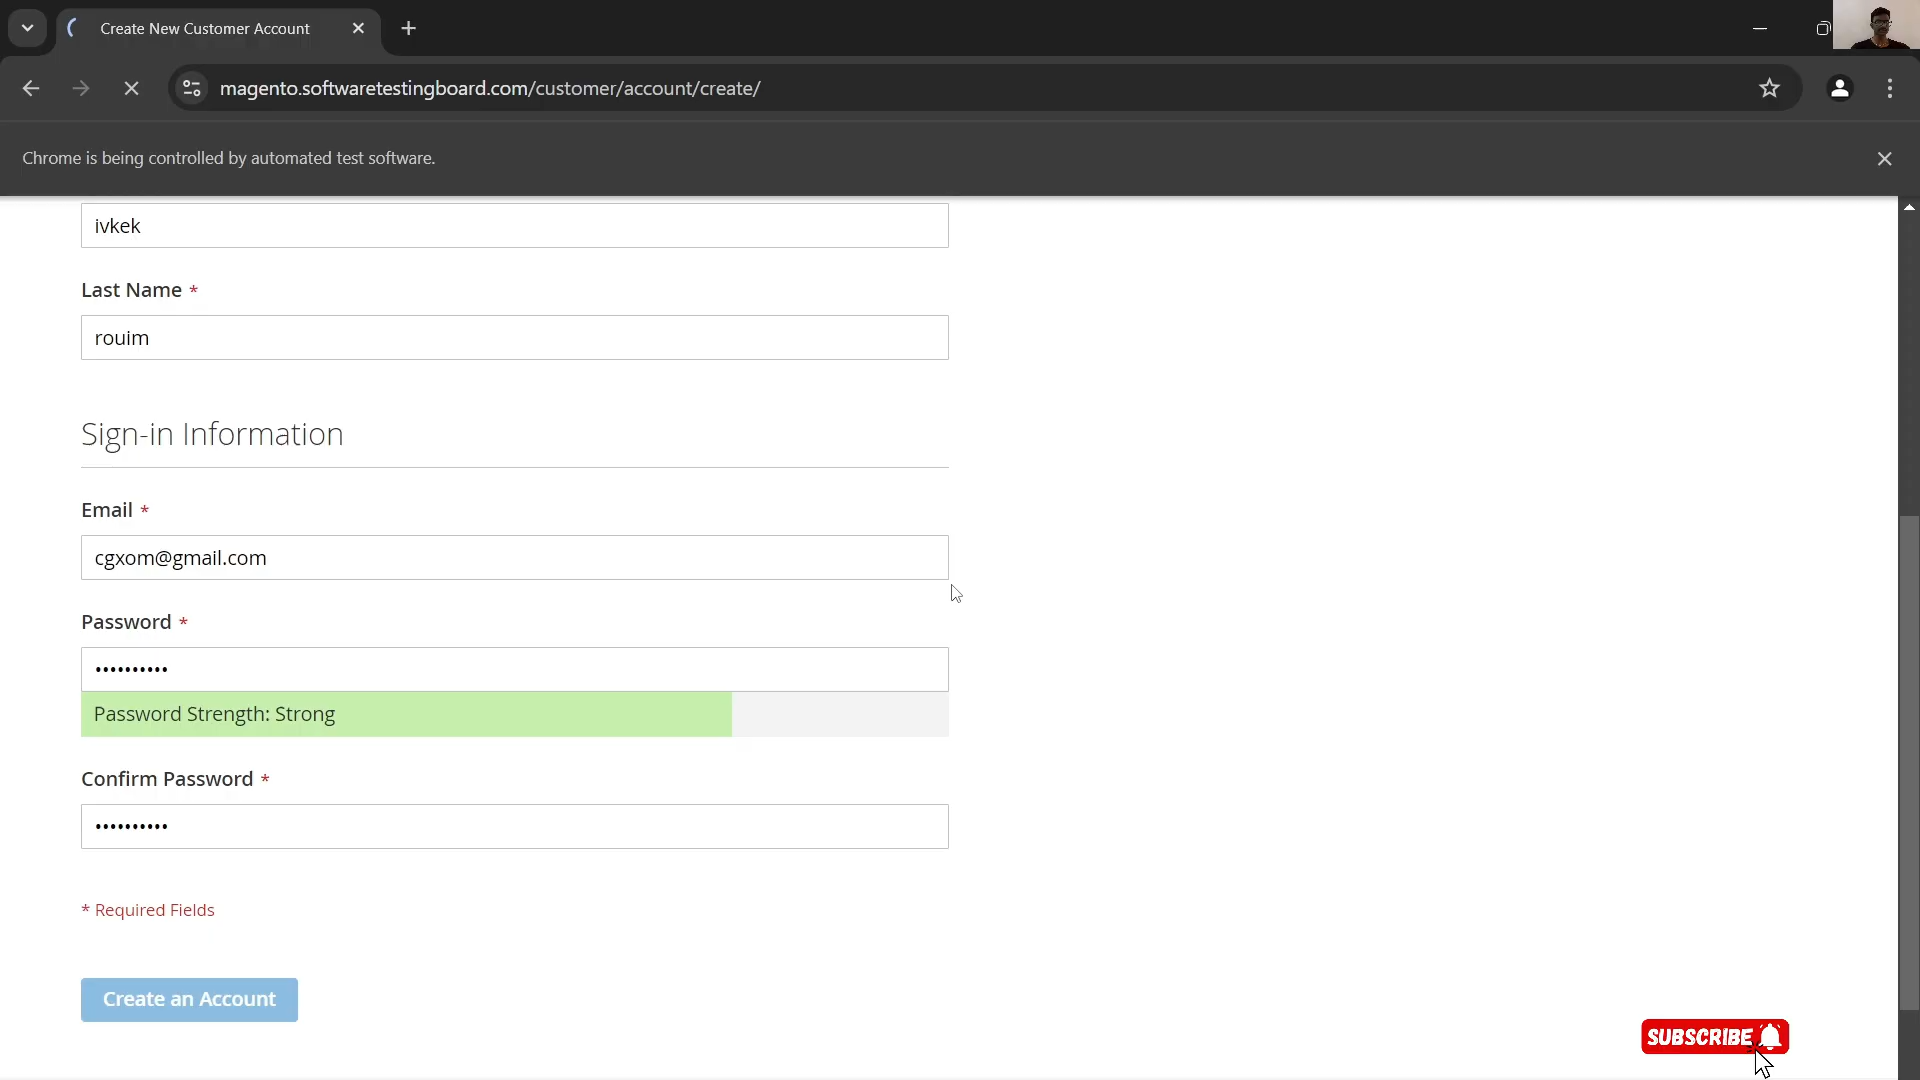 Create New Customer Account
magento.softwaretestingboard.com/customer/account/create/
Chrome is being controlled by automated test software.
ivkek
Last Name *
rouim
Sign-in Information
Email *
cgxom@gmail.com
Password *
••••••••••
Password Strength: Strong
Confirm Password *
••••••••••
* Required Fields
Create an Account
SUBSCRIBE